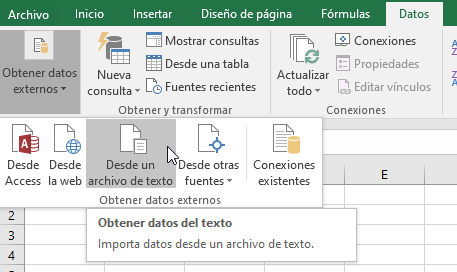 Archivo Inicio Insertar Diseño de página Fórmulas Datos
Obtener datos
externos
Nueva
consulta
Mostrar consultas
Desde una tabla
Fuentes recientes
Obtener y transformar
Actualizar
todo
Conexiones
Propiedades
Editar vínculos
Conexiones
A
Z
Z
A
Desde
Access
Desde
la web
Desde un
archivo de texto
Desde otras
fuentes
Conexiones
existentes
Obtener datos externos
E
2
3
4
5
Obtener datos del texto
Importa datos desde un archivo de texto.